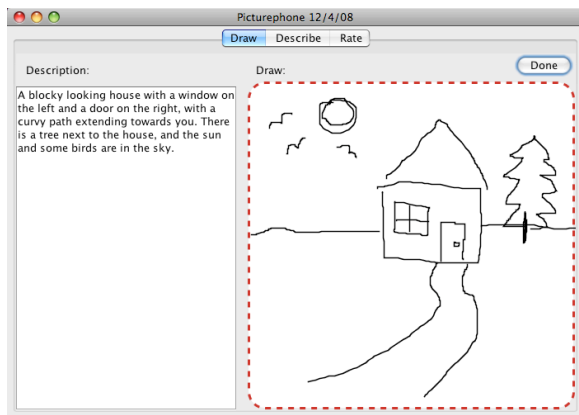 Picturephone 12/4/08
Draw Describe Rate
Description:
Draw:
Done
A blocky looking house with a window on
the left and a door on the right, with a
curvy path extending towards you. There
is a tree next to the house, and the sun
and some birds are in the sky.